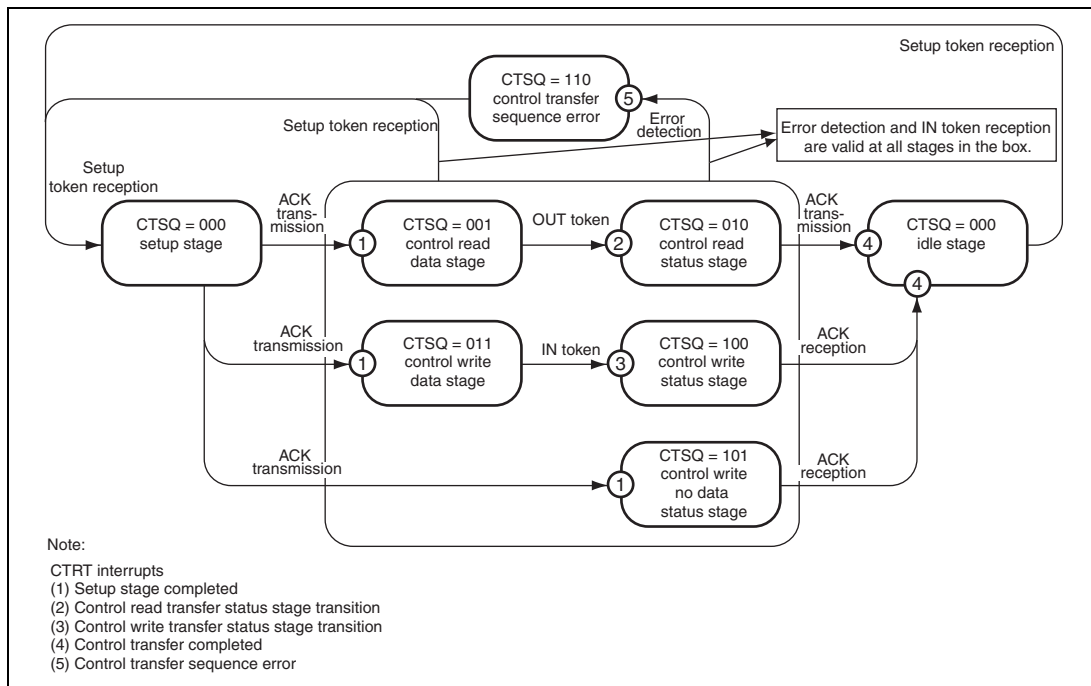 Setup token reception
CTSQ = 110
control transfer
sequence error
5
Setup token reception
Error
detection
Error detection and IN token reception
are valid at all stages in the box.
Setup
token reception
CTSQ = 000
setup stage
ACK
trans-
mission
1
CTSQ = 001
control read
data stage
OUT token
2
CTSQ = 010
control read
status stage
ACK
transmission
4
CTSQ = 000
idle stage
4
ACK
transmission
1
CTSQ = 011
control write
data stage
IN token
3
CTSQ = 100
control write
status stage
ACK
reception
ACK
transmission
1
CTSQ = 101
control write
no data
status stage
ACK
reception
Note:
CTRT interrupts
(1) Setup stage completed
(2) Control read transfer status stage transition
(3) Control write transfer status stage transition
(4) Control transfer completed
(5) Control transfer sequence error